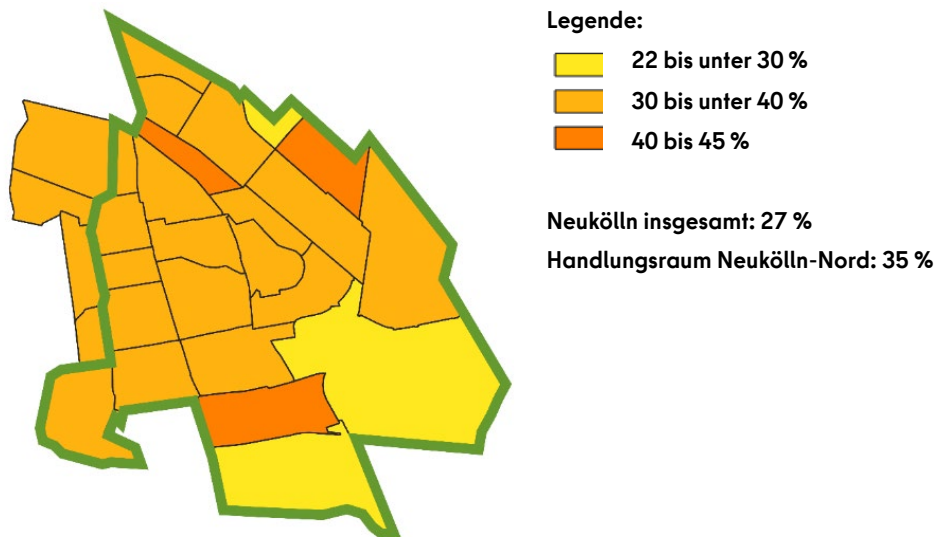 Legende:
22 bis unter 30 %
30 bis unter 40 %
40 bis 45 %
Neukölln insgesamt: 27 %
Handlungsraum Neukölln-Nord: 35 %